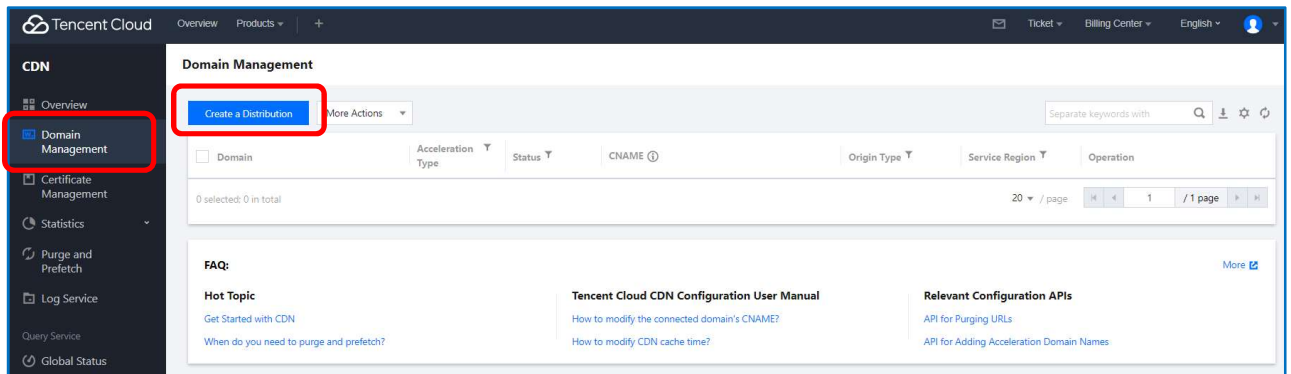 Tencent Cloud Overview Products + Ticket Billing Center English
CDN
Domain Management
Overview
Create a Distribution More Actions Separate keywords with
Domain
Management
Domain Acceleration
Type Status CNAME Origin Type Service Region Operation
Certificate
Management
0 selected: 0 in total 20 / page 1 / 1 page
Statistics
Purge and
Prefetch
FAQ: More
Log Service
Hot Topic Tencent Cloud CDN Configuration User Manual Relevant Configuration APIs
Get Started with CDN How to modify the connected domain's CNAME? API for Purging URLs
Query Service
When do you need to purge and prefetch? How to modify CDN cache time? API for Adding Acceleration Domain Names
Global Status